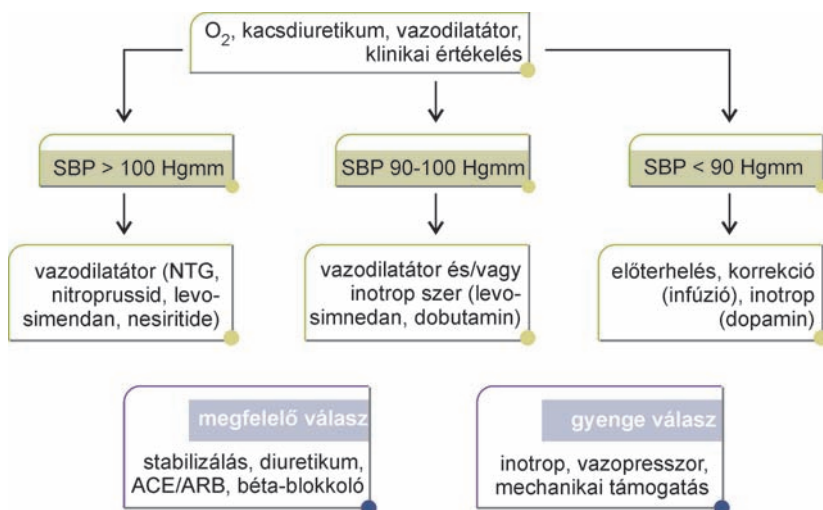 O₂, kacsdiuretikum, vazodilatátor,
klinikai értékelés
SBP > 100 Hgmm
SBP 90-100 Hgmm
SBP < 90 Hgmm
vazodilatátor (NTG,
nitroprussid, levo-
simendan, nesiritide)
vazodilatátor és/vagy
inotrop szer (levo-
simnedan, dobutamin)
előterhelés, korrekció
(infúzió), inotrop
(dopamin)
megfelelő válasz
stabilizálás, diuretikum,
ACE/ARB, béta-blokkoló
gyenge válasz
inotrop, vazopresszor,
mechanikai támogatás